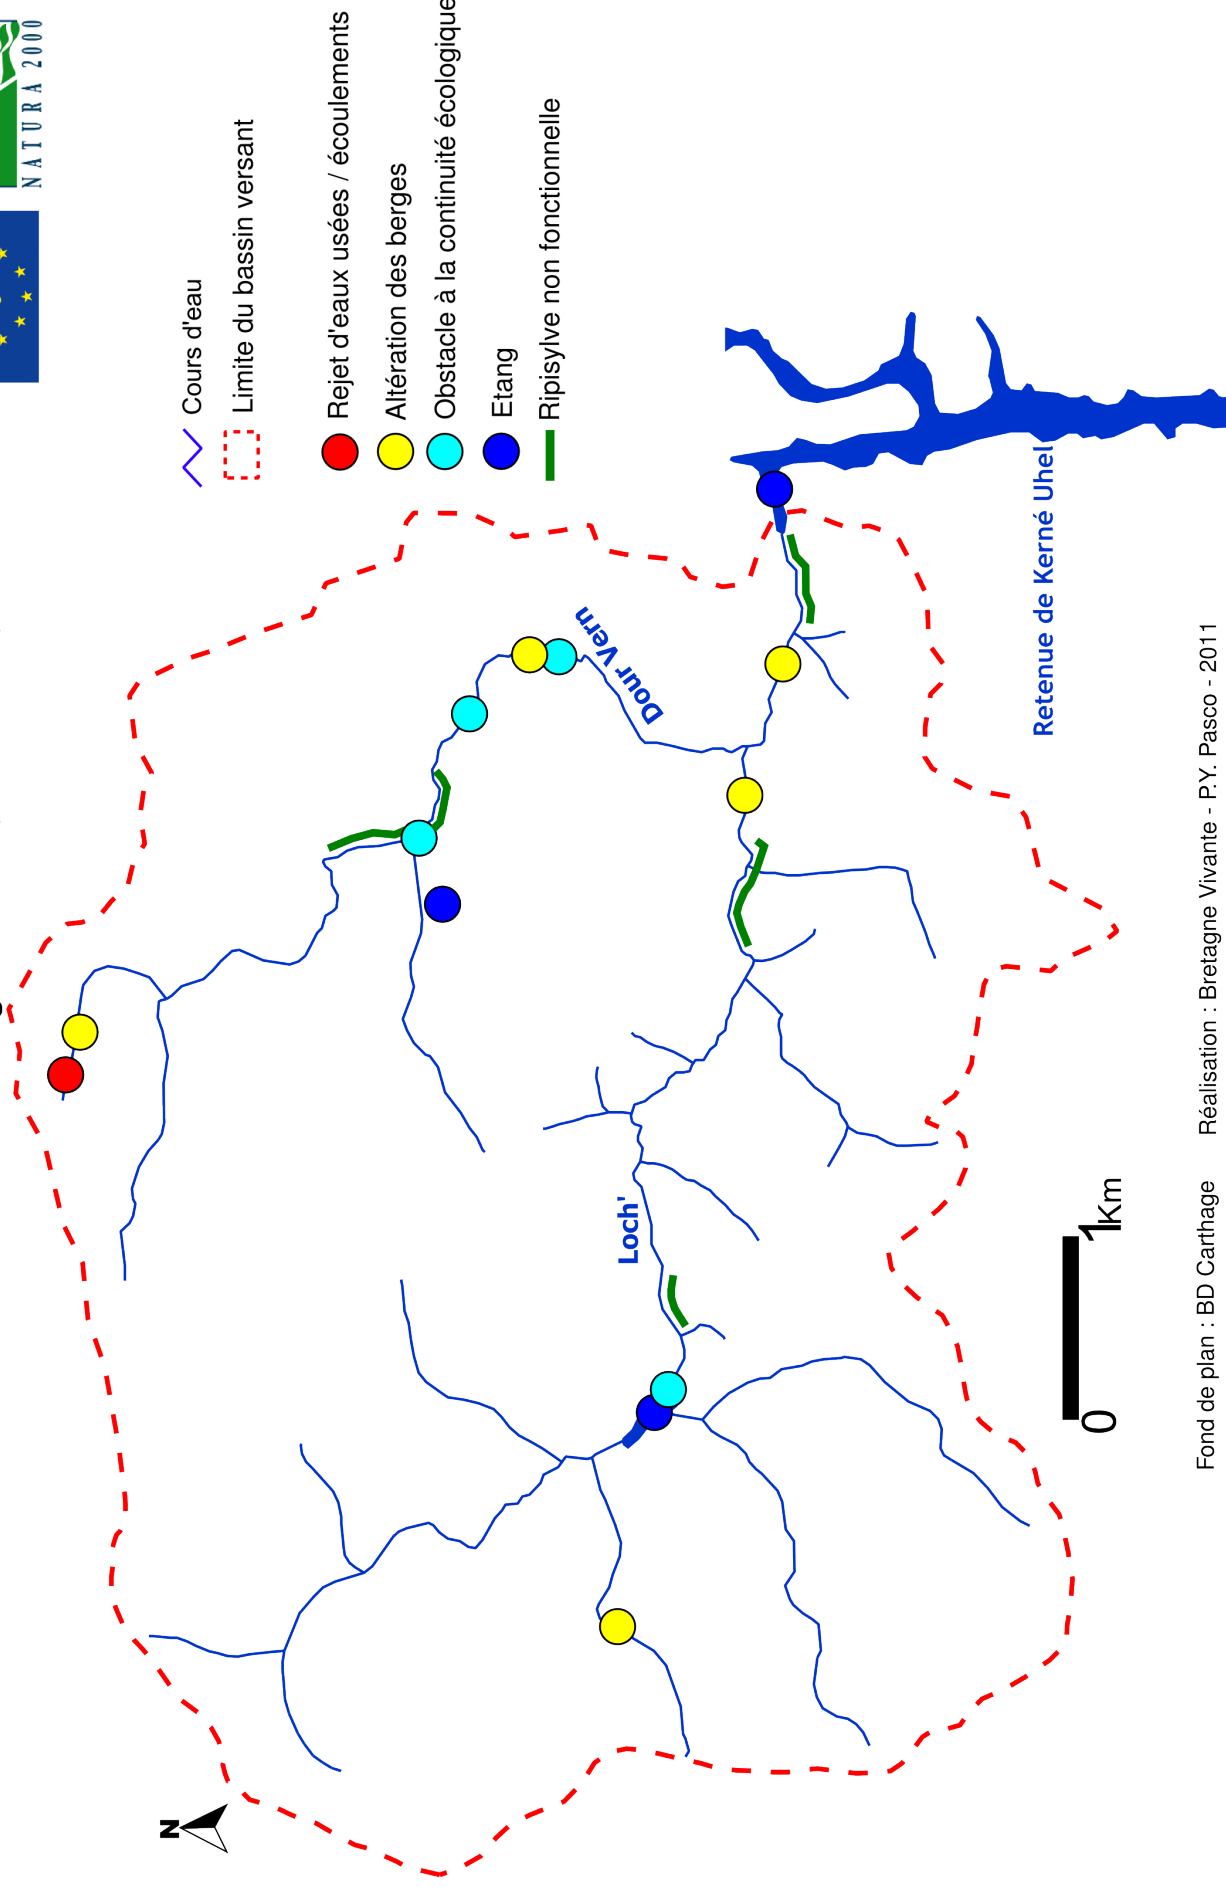 NATURA 2000
Cours d'eau
Limite du bassin versant
Rejet d'eaux usées / écoulements
Altération des berges
Obstacle à la continuité écologique
Etang
Ripisylve non fonctionnelle
Dour Vern
Loch'
Retenue de Kerné Uhel
N
0
1
Km
Fond de plan : BD Carthage
Réalisation : Bretagne Vivante - P.Y. Pasco - 2011